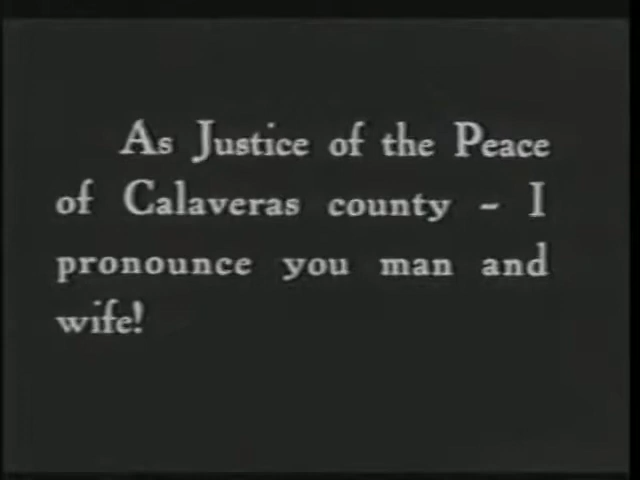 As Justice of the Peace
of Calaveras county - I
pronounce you man and
wife!